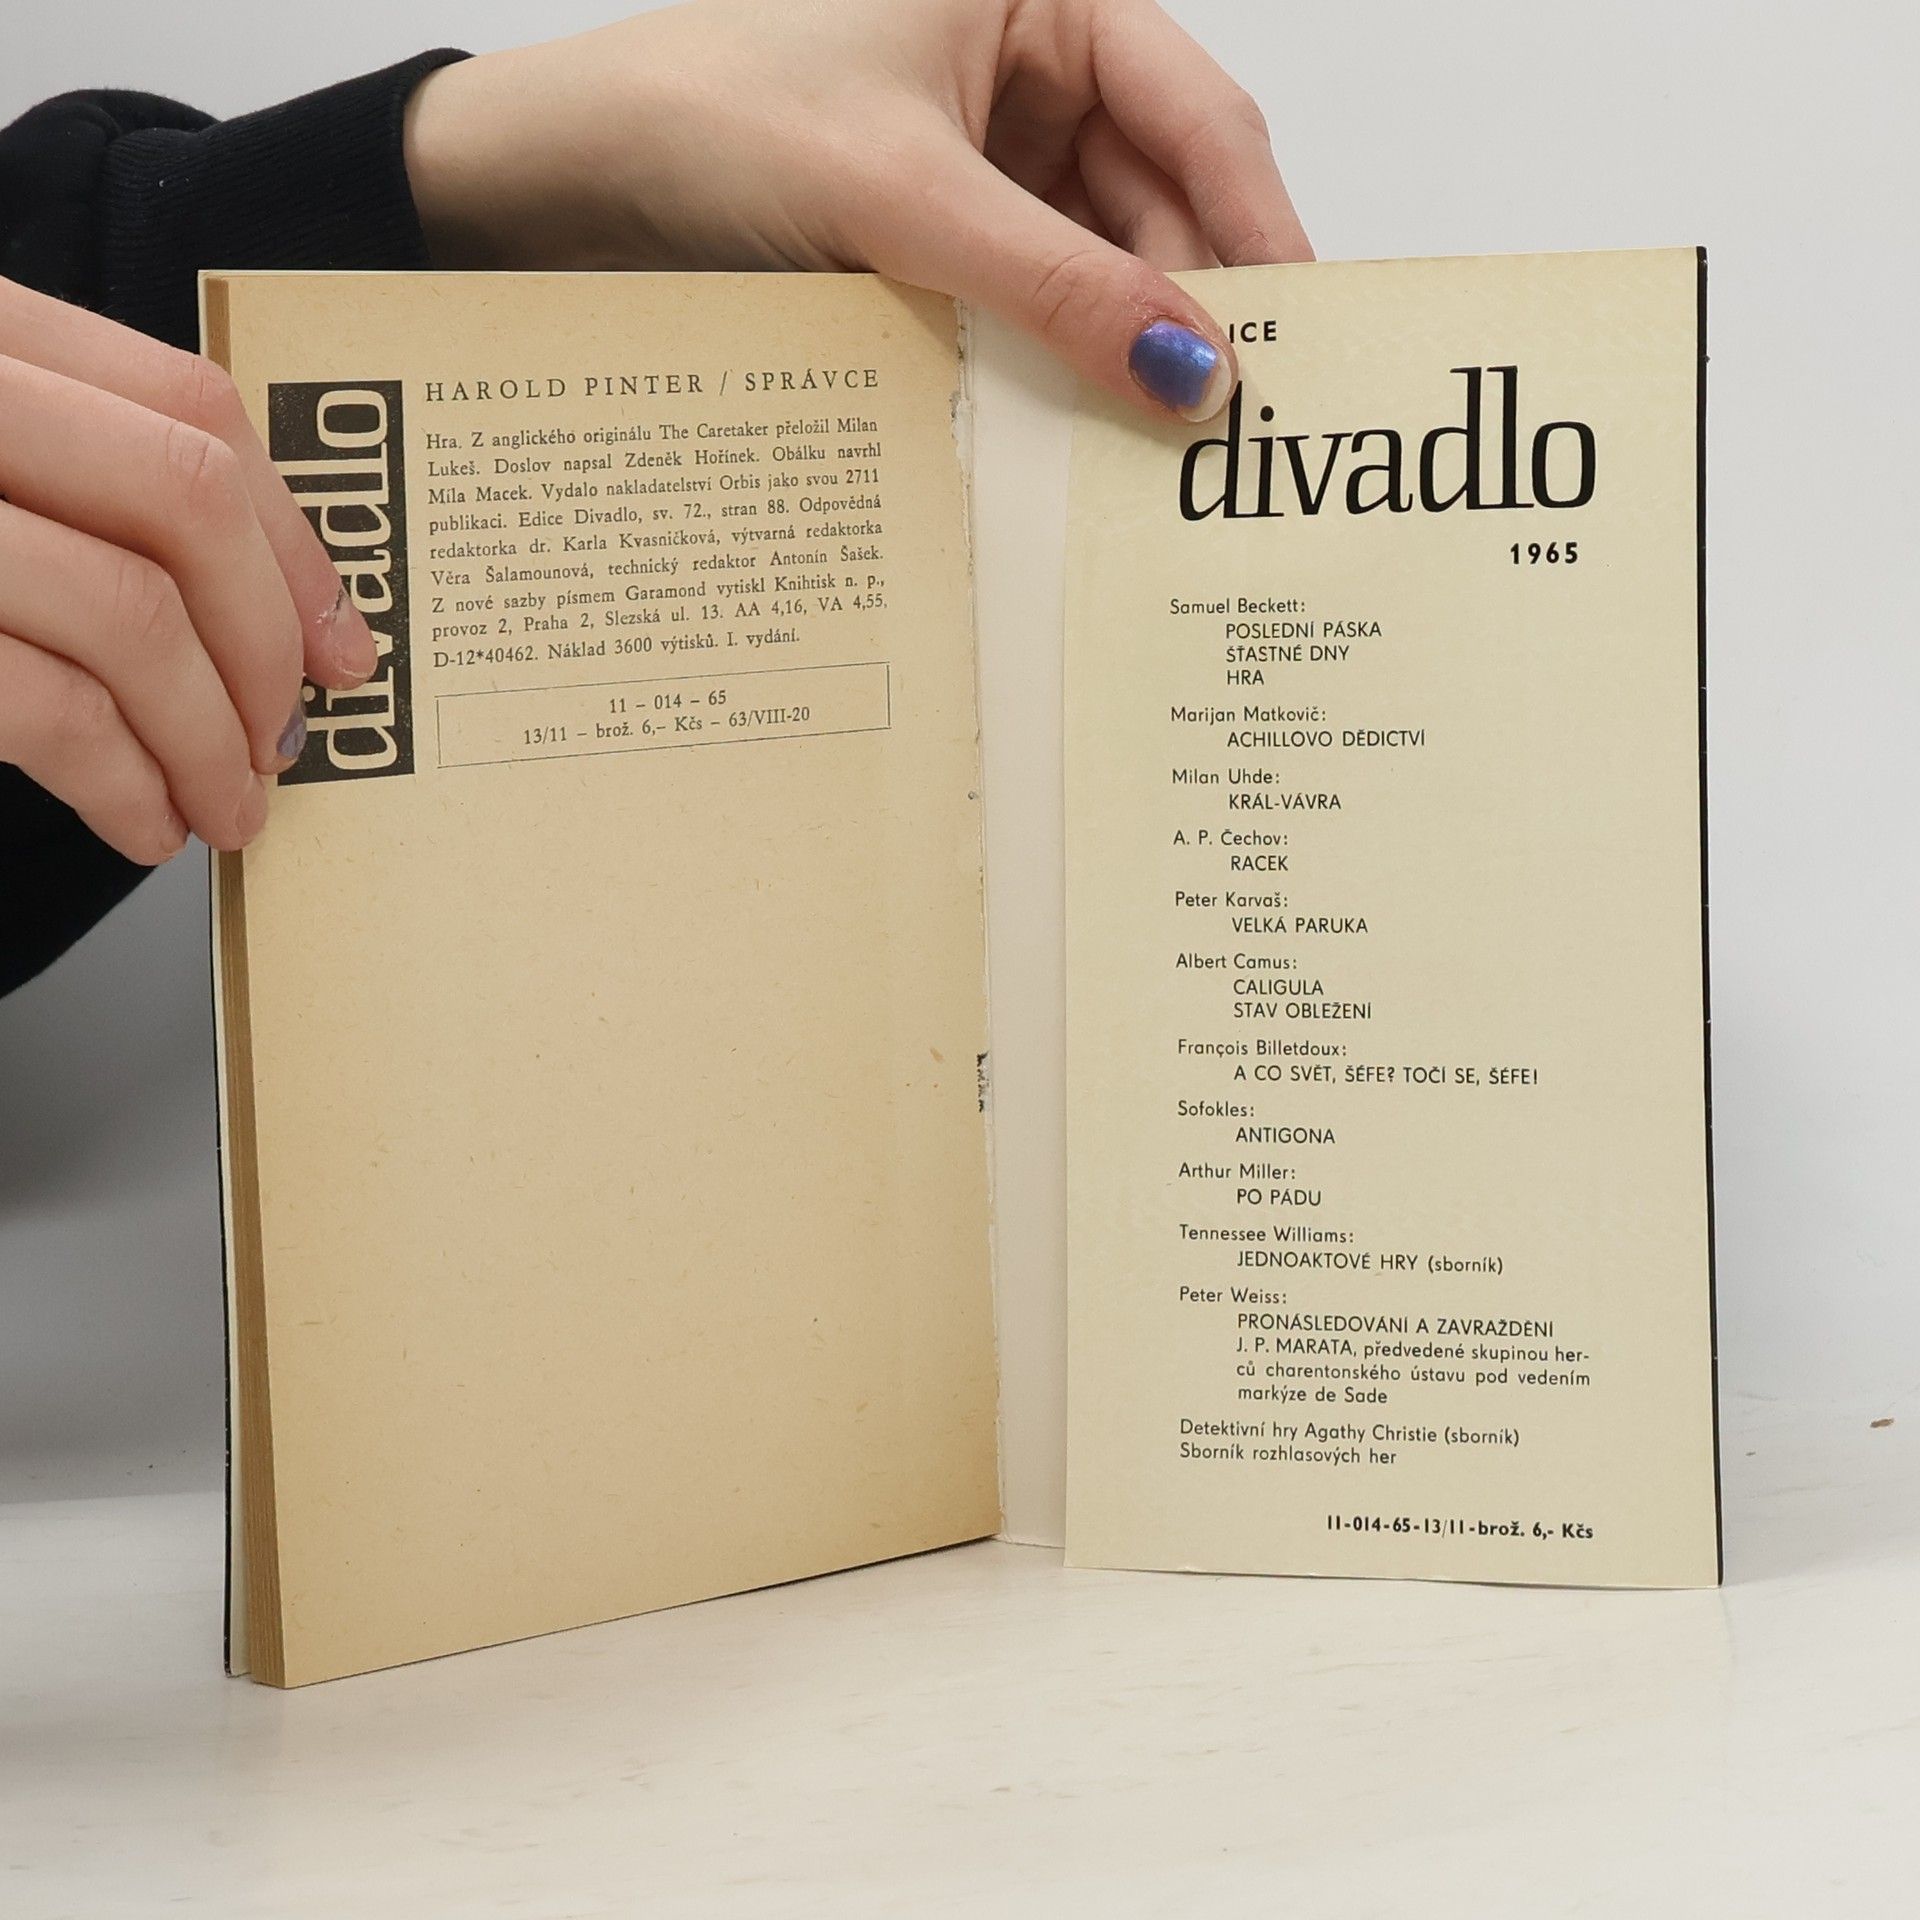 divadlo
HAROLD PINTER / SPRÁVCE
Hra. Z anglického originálu The Caretaker přeložil Milan
Lukeš. Doslov napsal Zdeněk Hořínek. Obálku navrhl
Míla Macek. Vydalo nakladatelství Orbis jako svou 2711
publikaci. Edice Divadlo, sv. 72., stran 88. Odpovědná
redaktorka dr. Karla Kvasničková, výtvarná redaktorka
Věra Šalamounová, technický redaktor Antonín Šašek.
Z nové sazby písmem Garamond vytiskl Knihtisk n. p.,
provoz 2, Praha 2, Slezská ul. 13. AA 4,16, VA 4,55,
D-12*40462. Náklad 3600 výtisků. I. vydání.
11 – 014 – 65
13/11 – brož. 6,– Kčs – 63/VIII-20
ICE
divadlo
1965
Samuel Beckett:
POSLEDNÍ PÁSKA
ŠŤASTNÉ DNY
HRA
Marijan Matkovič:
ACHILLOVO DĚDICTVÍ
Milan Uhde:
KRÁL-VÁVRA
A. P. Čechov:
RACEK
Peter Karvaš:
VELKÁ PARUKA
Albert Camus:
CALIGULA
STAV OBLEŽENÍ
François Billetdoux:
A CO SVĚT, ŠÉFE? TOČÍ SE, ŠÉFE!
Sofokles:
ANTIGONA
Arthur Miller:
PO PÁDU
Tennessee Williams:
JEDNOAKTOVÉ HRY (sborník)
Peter Weiss:
PRONÁSLEDOVÁNÍ A ZAVRAŽDĚNÍ
J. P. MARATA, předvedené skupinou her-
ců charentonského ústavu pod vedením
markýze de Sade
Detektivní hry Agathy Christie (sborník)
Sborník rozhlasových her
11-014-65-13/11-brož. 6,- Kčs